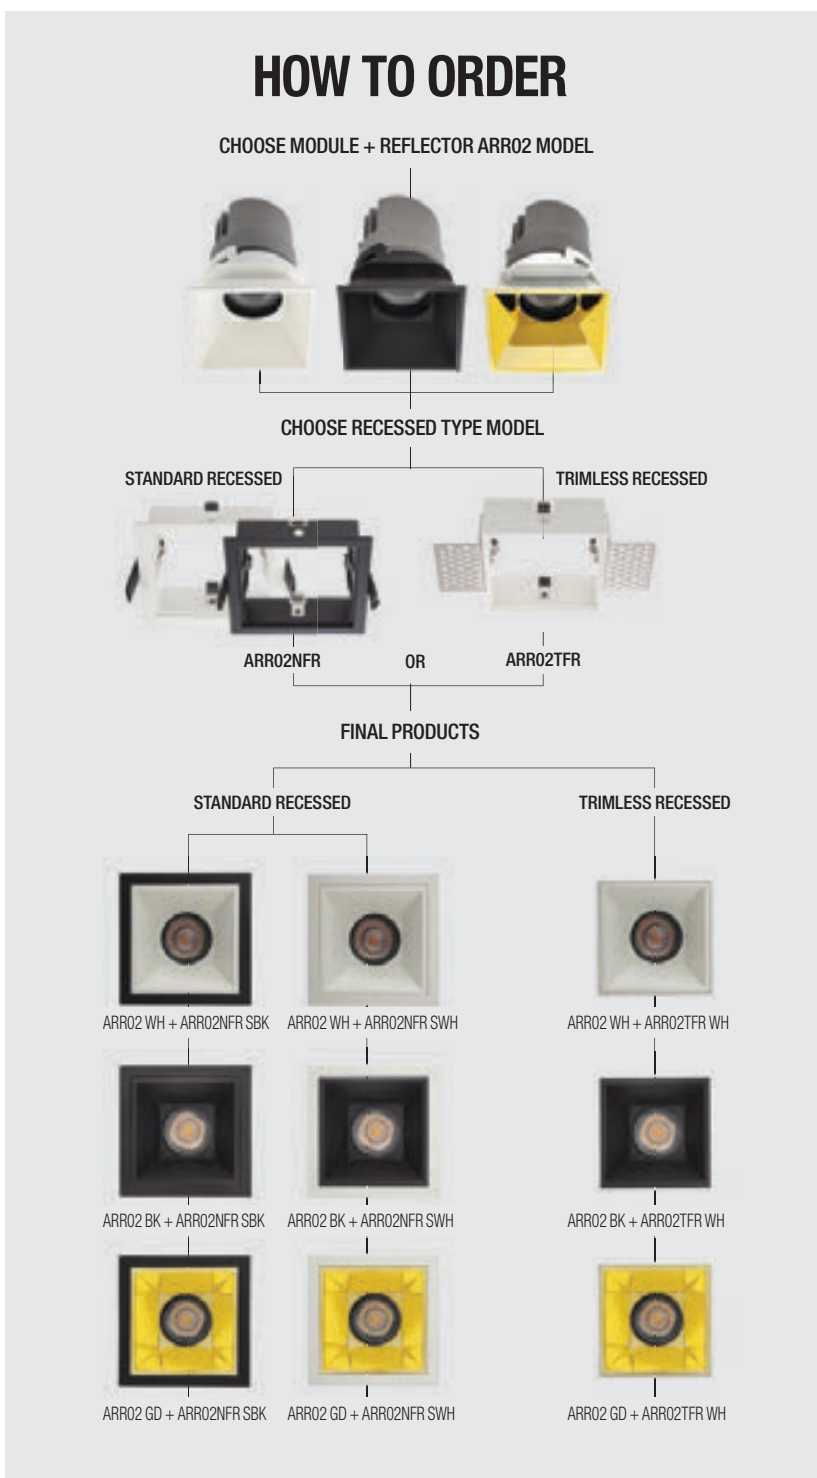 HOW TO ORDER
CHOOSE MODULE + REFLECTOR ARR02 MODEL
CHOOSE RECESSED TYPE MODEL
STANDARD RECESSED
TRIMLESS RECESSED
ARR02NFR
OR
ARR02TFR
FINAL PRODUCTS
STANDARD RECESSED
TRIMLESS RECESSED
ARR02 WH + ARR02NFR SBK
ARR02 WH + ARR02NFR SWH
ARR02 WH + ARR02TFR WH
ARR02 BK + ARR02NFR SBK
ARR02 BK + ARR02NFR SWH
ARR02 BK + ARR02TFR WH
ARR02 GD + ARR02NFR SBK
ARR02 GD + ARR02NFR SWH
ARR02 GD + ARR02TFR WH